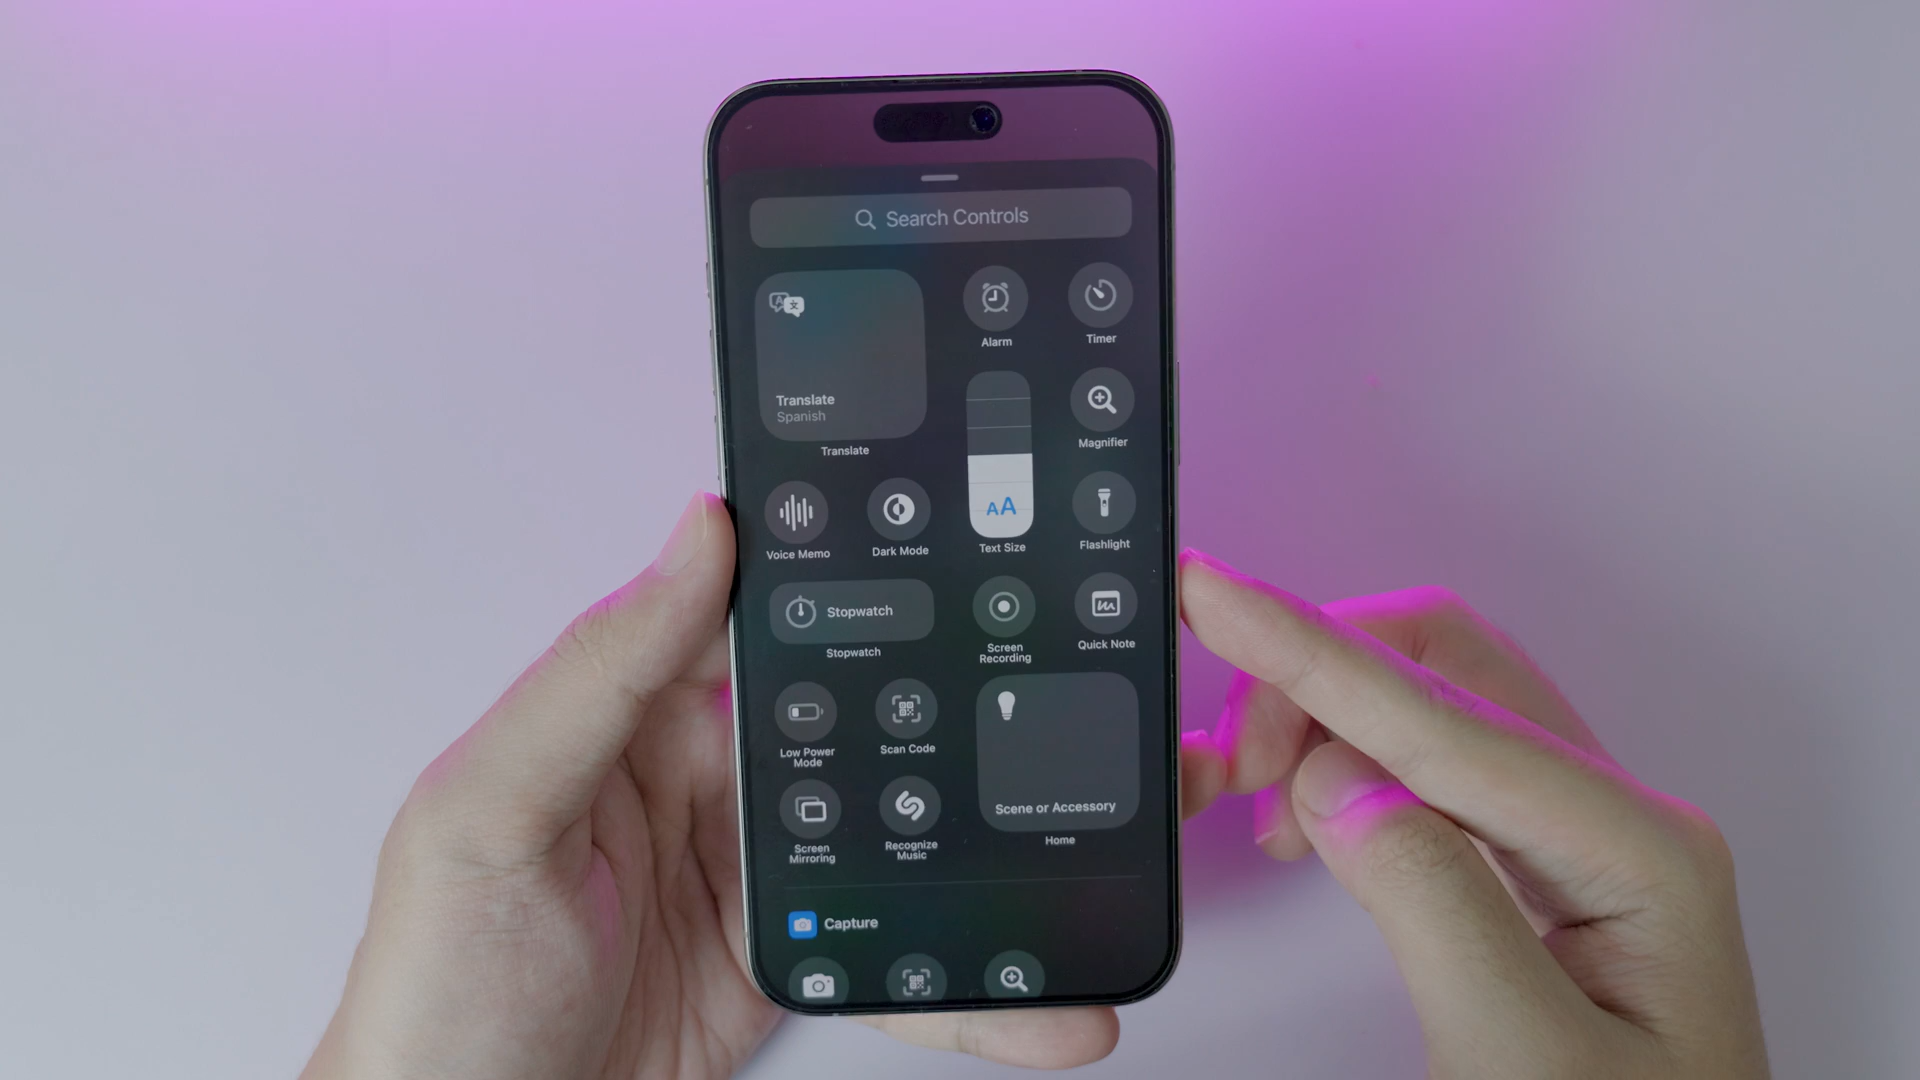 Search Controls
Translate
Spanish
Translate
Alarm
Timer
Magnifier
Voice Memo
Dark Mode
AA
Text Size
Flashlight
Stopwatch
Stopwatch
Screen
Recording
Quick Note
Low Power
Mode
Scan Code
Scene or Accessory
Home
Screen
Mirroring
Recognize
Music
Capture